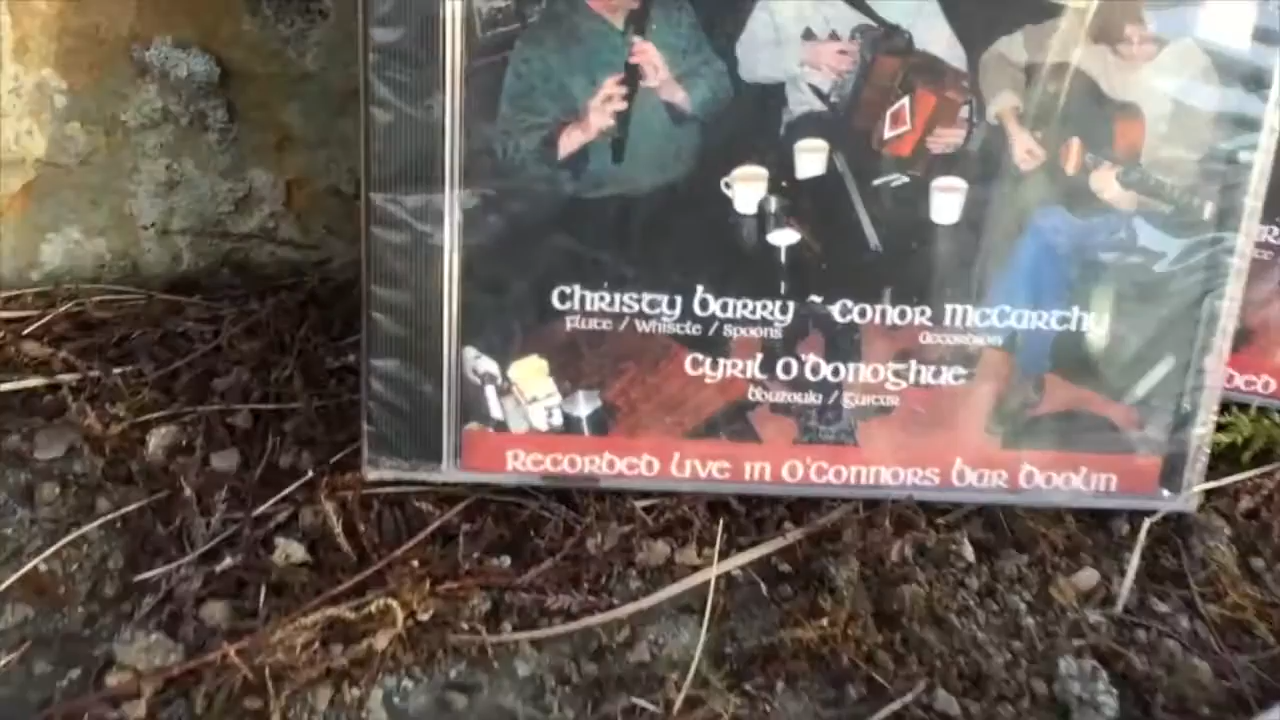 Christy Barry ~ Conor McCarthy
Flute / Whistle / Spoons
Accordion
Cyril O'Donoghue
Bouzouki / Guitar
Recorded Live in O'Connors Bar Doolin